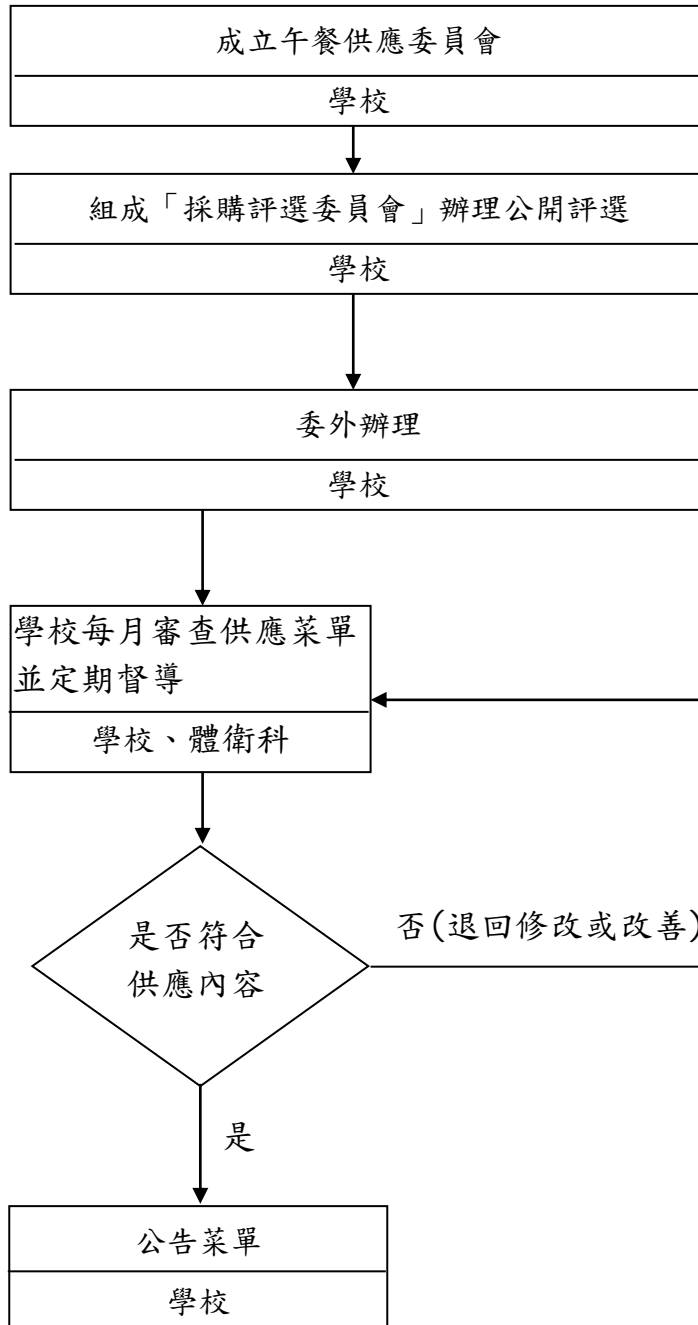 成立午餐供應委員會
學校
組成「採購評選委員會」辦理公開評選
學校
委外辦理
學校
學校每月審查供應菜單
並定期督導
學校、體衛科
是否符合
供應內容
否(退回修改或改善)
是
公告菜單
學校